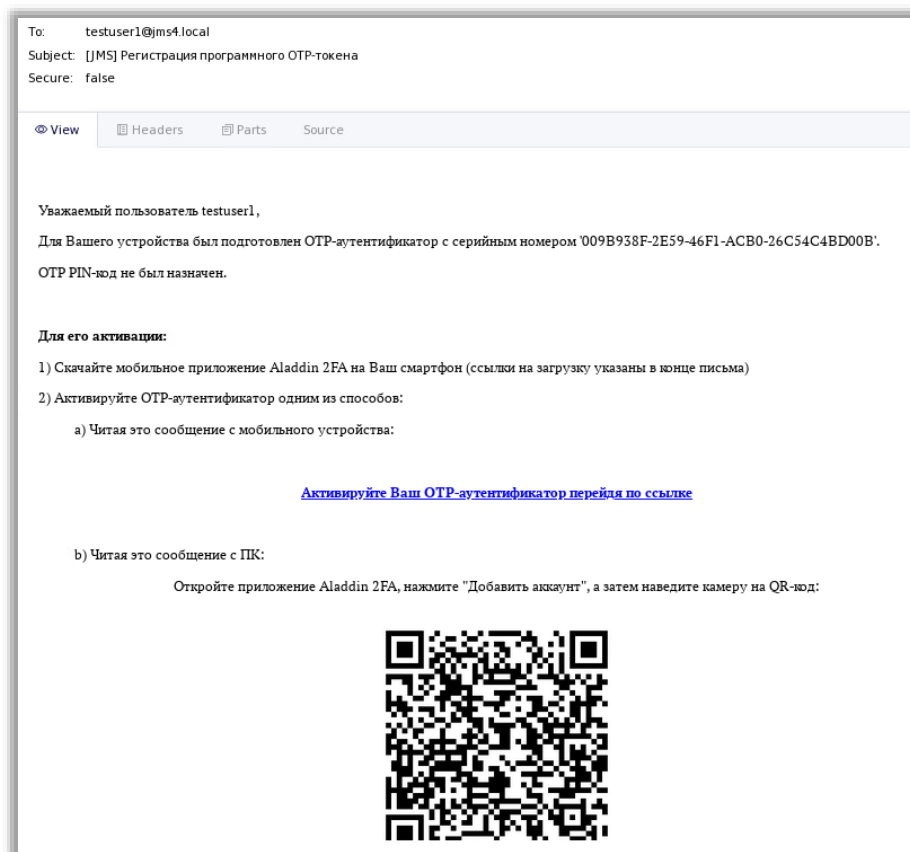 To: testuser1@jms4.local
Subject: [JMS] Регистрация программного OTP-токена
Secure: false
View Headers Parts Source
Уважаемый пользователь testuser1,
Для Вашего устройства был подготовлен OTP-аутентификатор с серийным номером '009B938F-2E59-46F1-ACB0-26C54C4BD00B'.
OTP PIN-код не был назначен.
Для его активации:
1) Скачайте мобильное приложение Aladdin 2FA на Ваш смартфон (ссылки на загрузку указаны в конце письма)
2) Активируйте OTP-аутентификатор одним из способов:
a) Читая это сообщение с мобильного устройства:
Активируйте Ваш OTP-аутентификатор перейдя по ссылке
b) Читая это сообщение с ПК:
Откройте приложение Aladdin 2FA, нажмите "Добавить аккаунт", а затем наведите камеру на QR-код: